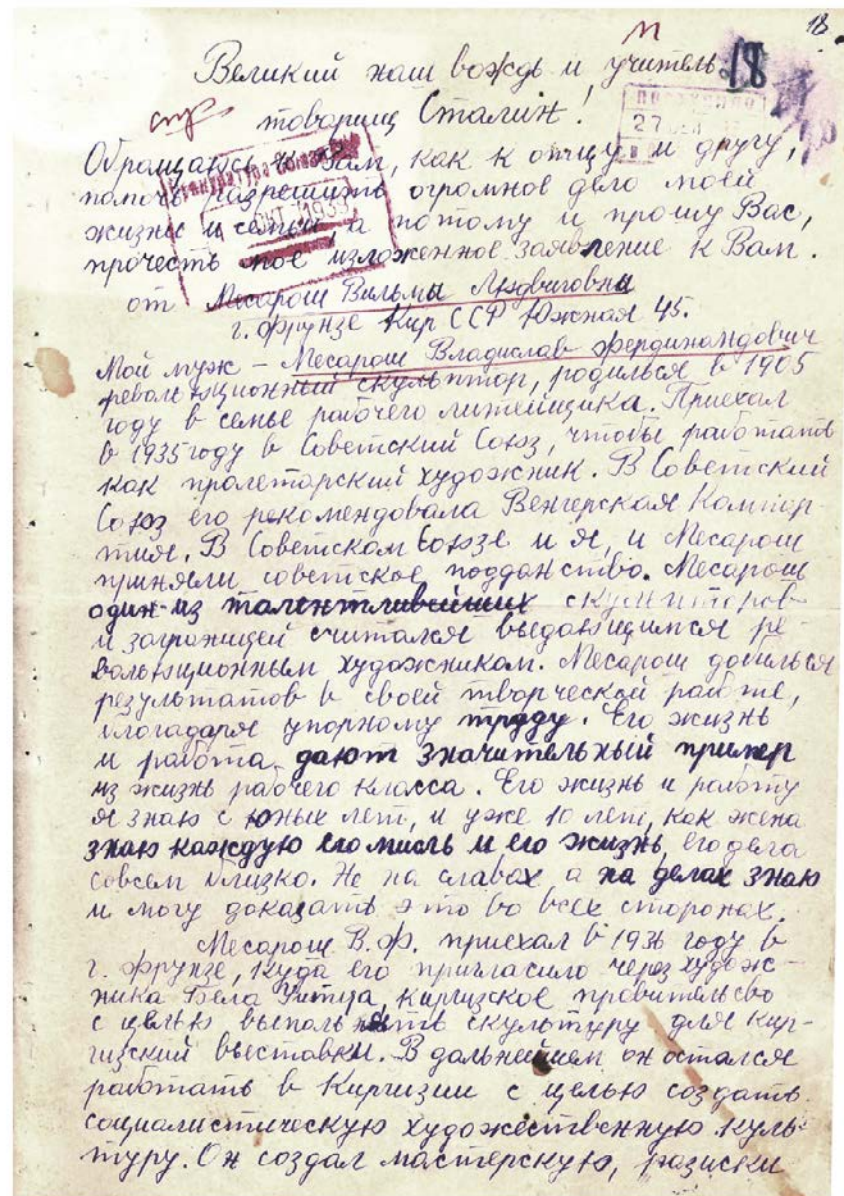 18
18
Великий наш вождь и учитель
товарищ Сталин!
Обращаюсь к Вам, как к отцу и другу,
помочь разрешить огромное дело моей
жизни и семьи, а потому и прошу Вас,
прочесть мое изложенное заявление к Вам.
от Месарош Вильмы Людвиговны
г. Фрунзе Кир ССР Южная 45.
Мой муж – Месарош Владислав Фердинандович
революционный скульптор, родился в 1905
году в семье рабочего литейщика. Приехал
в 1935 году в Советский Союз, чтобы работать
как пролетарский художник. В Советский
Союз его рекомендовала Венгерская Компар-
тия. В Советском Союзе и я, и Месарош
приняли советское подданство. Месарош
один из талентливейших скульпторов
и заграницей считался выдающимся ре-
волюционным художником. Месарош добился
результатов в своей творческой работе,
благодаря упорному труду. Его жизнь
и работа дают значительный пример
из жизнь рабочего класса. Его жизнь и работу
я знаю с юных лет, и уже 10 лет, как жена
знаю каждую его мысль и его жизнь, его дела
совсем близко. Не на словах а на делах знаю
и могу доказать это во всех сторонах.
Месарош В.Ф. приехал в 1936 году в
г. Фрунзе, куда его пригласило через худож-
ника Бела Уитца, Киргизское правительство
с целью выполнять скульптуру для кир-
гизский выставки. В дальнейшем он остался
работать в Киргизии с целью создать
социалистическую художественную куль-
туру. Он создал мастерскую,